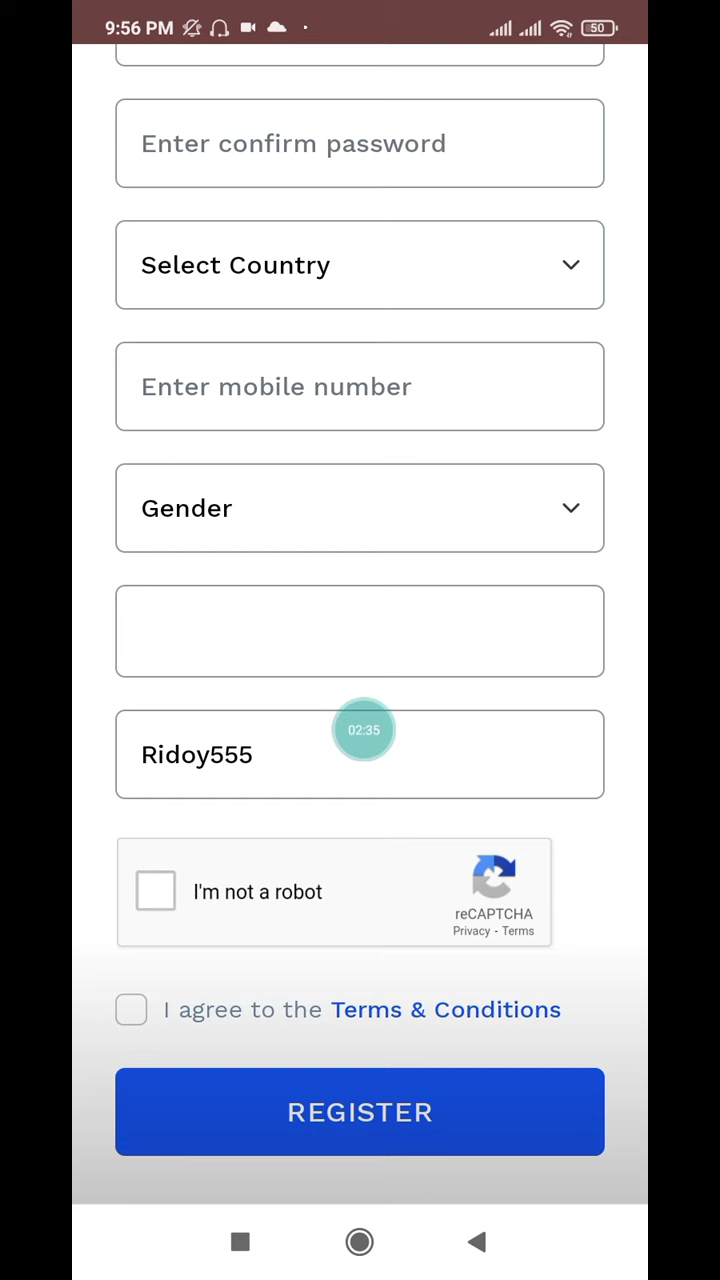 9:56 PM
50
Enter confirm password
Select Country
Enter mobile number
Gender
02:35
Ridoy555
I'm not a robot
reCAPTCHA
Privacy - Terms
I agree to the Terms & Conditions
REGISTER